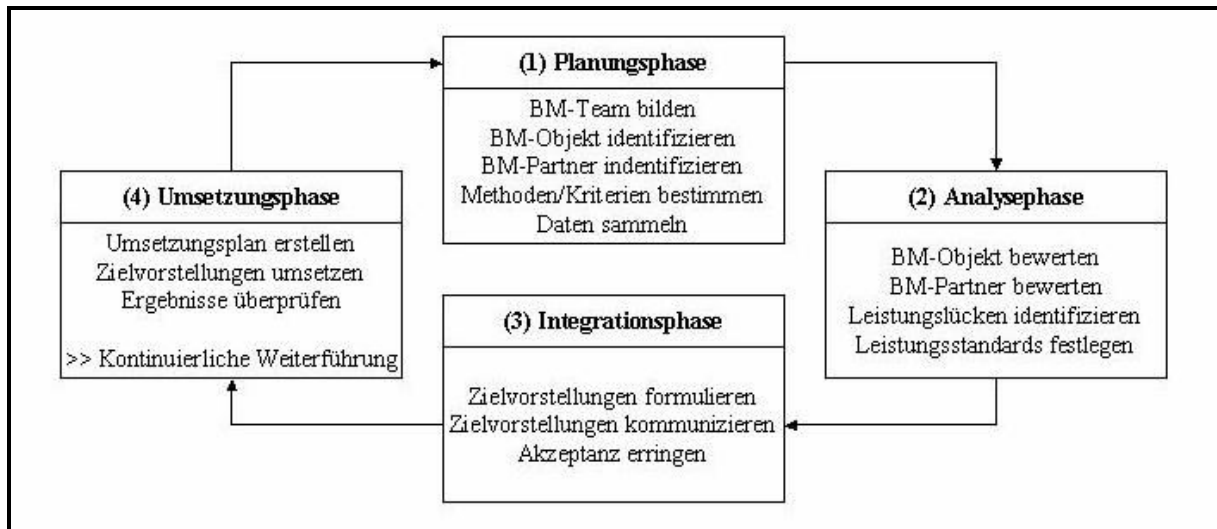 (1) Planungsphase
BM-Team bilden
BM-Objekt identifizieren
BM-Partner indentifizieren
Methoden/Kriterien bestimmen
Daten sammeln
(2) Analysephase
BM-Objekt bewerten
BM-Partner bewerten
Leistungslücken identifizieren
Leistungsstandards festlegen
(3) Integrationsphase
Zielvorstellungen formulieren
Zielvorstellungen kommunizieren
Akzeptanz erringen
(4) Umsetzungsphase
Umsetzungsplan erstellen
Zielvorstellungen umsetzen
Ergebnisse überprüfen
>> Kontinuierliche Weiterführung